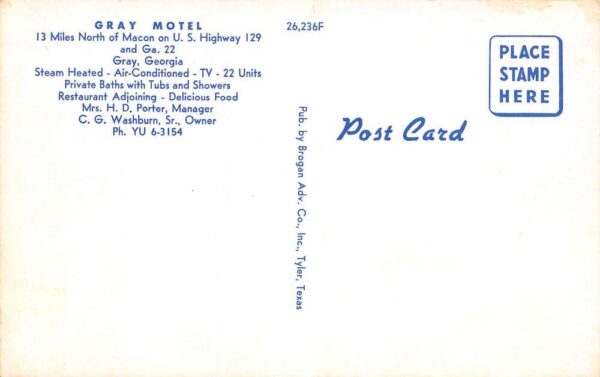 GRAY MOTEL
13 Miles North of Macon on U. S. Highway 129
and Ga. 22
Gray, Georgia
Steam Heated - Air-Conditioned - TV - 22 Units
Private Baths with Tubs and Showers
Restaurant Adjoining - Delicious Food
Mrs. H. D. Porter, Manager
C. G. Washburn, Sr., Owner
Ph. YU 6-3154
26,236F
Pub. by Brogan Adv. Co., Inc., Tyler, Texas
Post Card
PLACE
STAMP
HERE